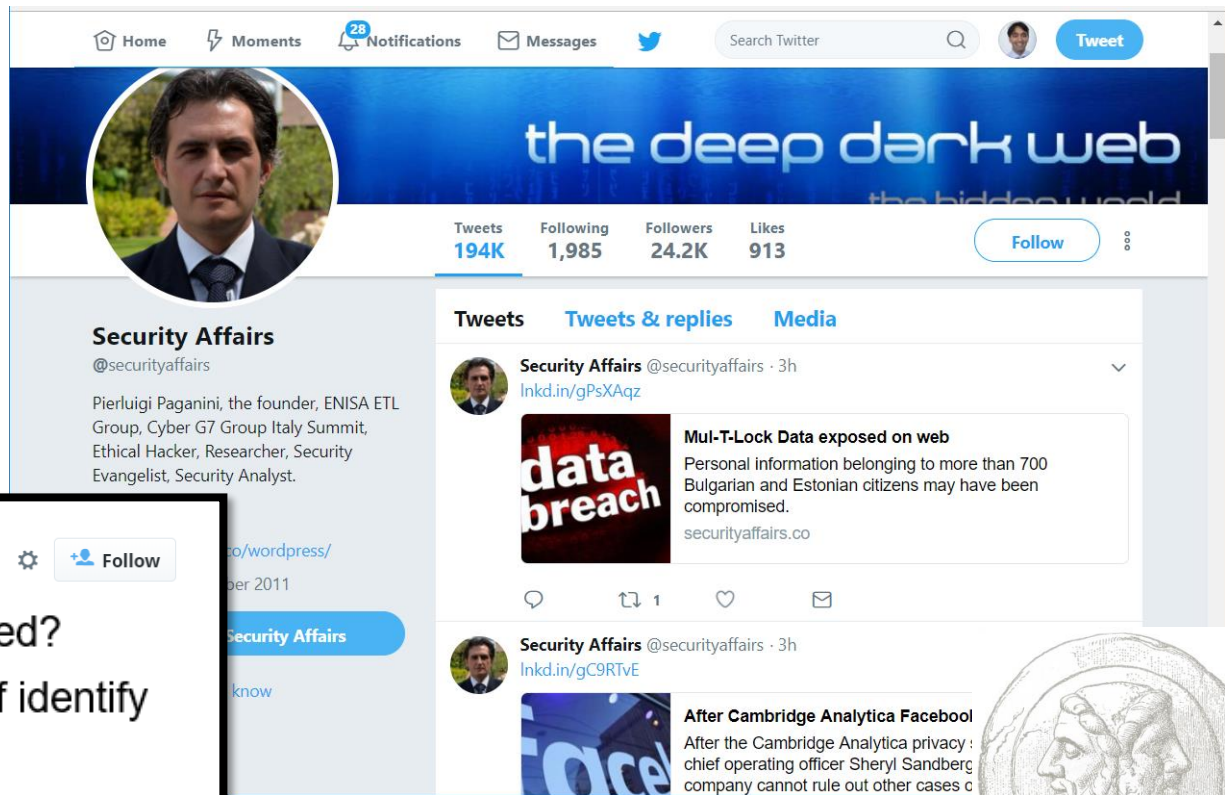 Home Moments 28 Notifications Messages Search Twitter Tweet
the deep dark web
the hidden world
Tweets Following Followers Likes
194K 1,985 24.2K 913 Follow
Security Affairs
@securityaffairs
Pierluigi Paganini, the founder, ENISA ETL
Group, Cyber G7 Group Italy Summit,
Ethical Hacker, Researcher, Security
Evangelist, Security Analyst.
co/wordpress/
ber 2011
Security Affairs
know
Follow
ed?
f identify
Tweets Tweets & replies Media
Security Affairs @securityaffairs · 3h
lnkd.in/gPsXAqz
data
breach
Mul-T-Lock Data exposed on web
Personal information belonging to more than 700
Bulgarian and Estonian citizens may have been
compromised.
securityaffairs.co
1
Security Affairs @securityaffairs · 3h
lnkd.in/gC9RTvE
face
After Cambridge Analytica Facebook
After the Cambridge Analytica privacy
chief operating officer Sheryl Sandberg
company cannot rule out other cases